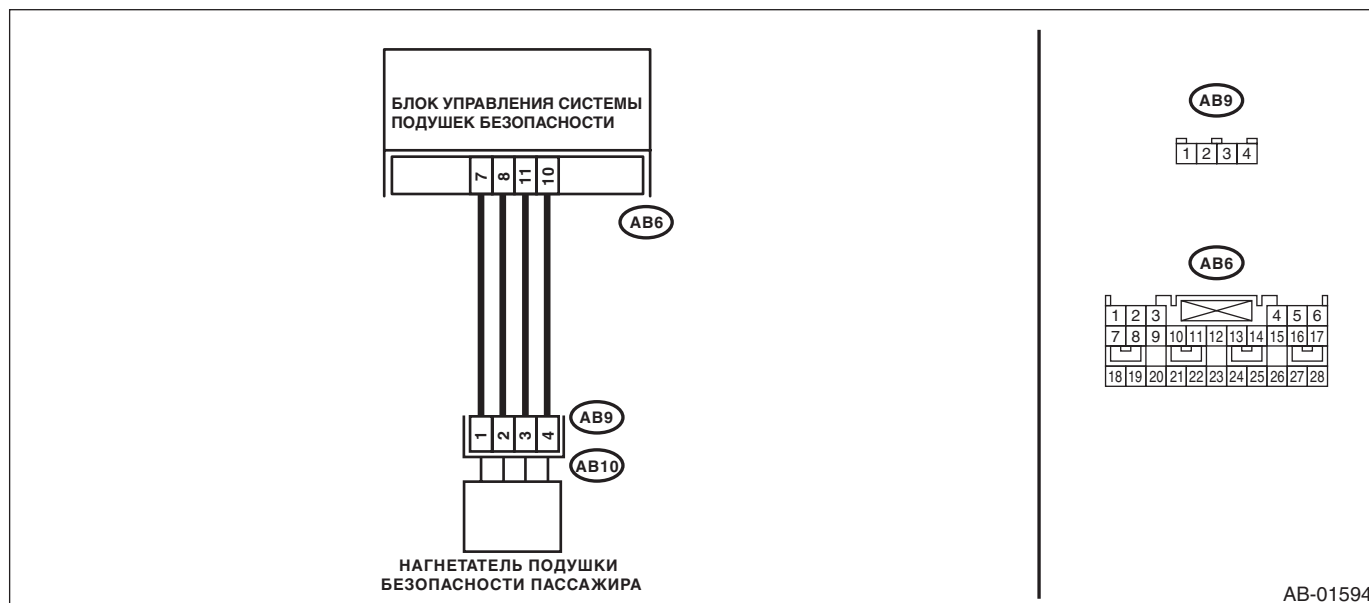 БЛОК УПРАВЛЕНИЯ СИСТЕМЫ
ПОДУШЕК БЕЗОПАСНОСТИ
7 8 11 10
AB6
1 2 3 4
AB9
AB10
НАГНЕТАТЕЛЬ ПОДУШКИ
БЕЗОПАСНОСТИ ПАССАЖИРА
AB9
1 2 3 4
AB6
1 2 3 4 5 6
7 8 9 10 11 12 13 14 15 16 17
18 19 20 21 22 23 24 25 26 27 28
AB-01594